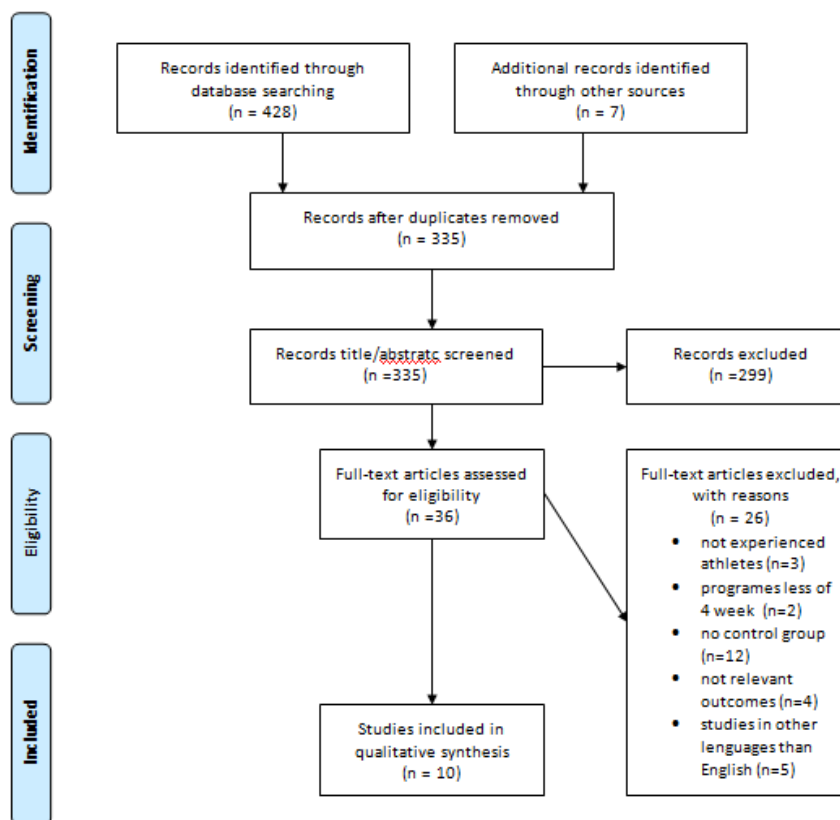 Identification
Records identified through
database searching
(n = 428)
Additional records identified
through other sources
(n = 7)
Records after duplicates removed
(n = 335)
Screening
Records title/abstratc screened
(n =335)
Records excluded
(n =299)
Eligibility
Full-text articles assessed
for eligibility
(n =36)
Full-text articles excluded,
with reasons
(n = 26)
• not experienced
athletes (n=3)
• programes less of
4 week (n=2)
• no control group
(n=12)
• not relevant
outcomes (n=4)
• studies in other
lenguages than
English (n=5)
Included
Studies included in
qualitative synthesis
(n = 10)